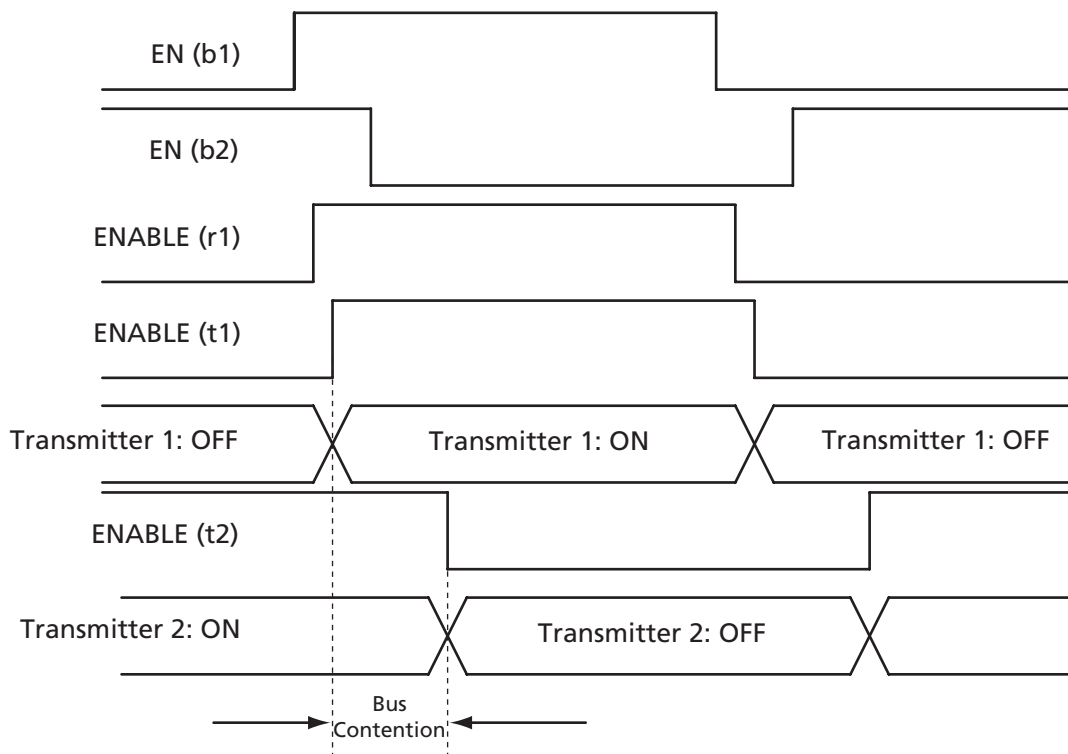 EN (b1)
EN (b2)
ENABLE (r1)
ENABLE (t1)
Transmitter 1: OFF
Transmitter 1: ON
Transmitter 1: OFF
ENABLE (t2)
Transmitter 2: ON
Transmitter 2: OFF
Bus
Contention